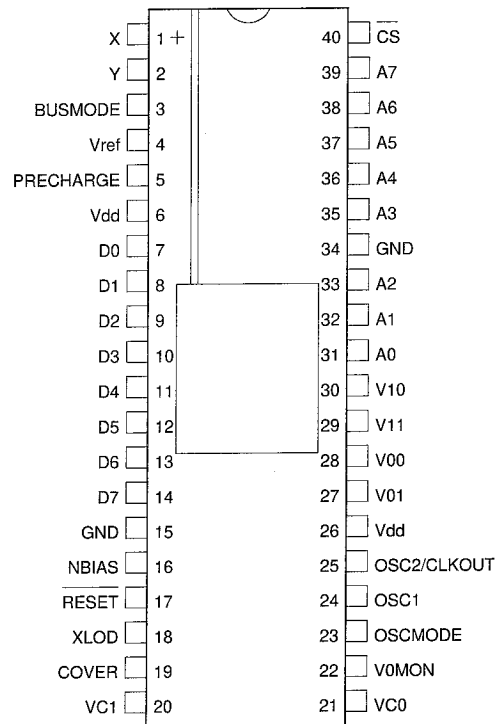 X 1 + 40 CS
Y 2 39 A7
BUSMODE 3 38 A6
Vref 4 37 A5
PRECHARGE 5 36 A4
Vdd 6 35 A3
D0 7 34 GND
D1 8 33 A2
D2 9 32 A1
D3 10 31 A0
D4 11 30 V10
D5 12 29 V11
D6 13 28 V00
D7 14 27 V01
GND 15 26 Vdd
NBIAS 16 25 OSC2/CLKOUT
RESET 17 24 OSC1
XLOD 18 23 OSCMODE
COVER 19 22 V0MON
VC1 20 21 VC0